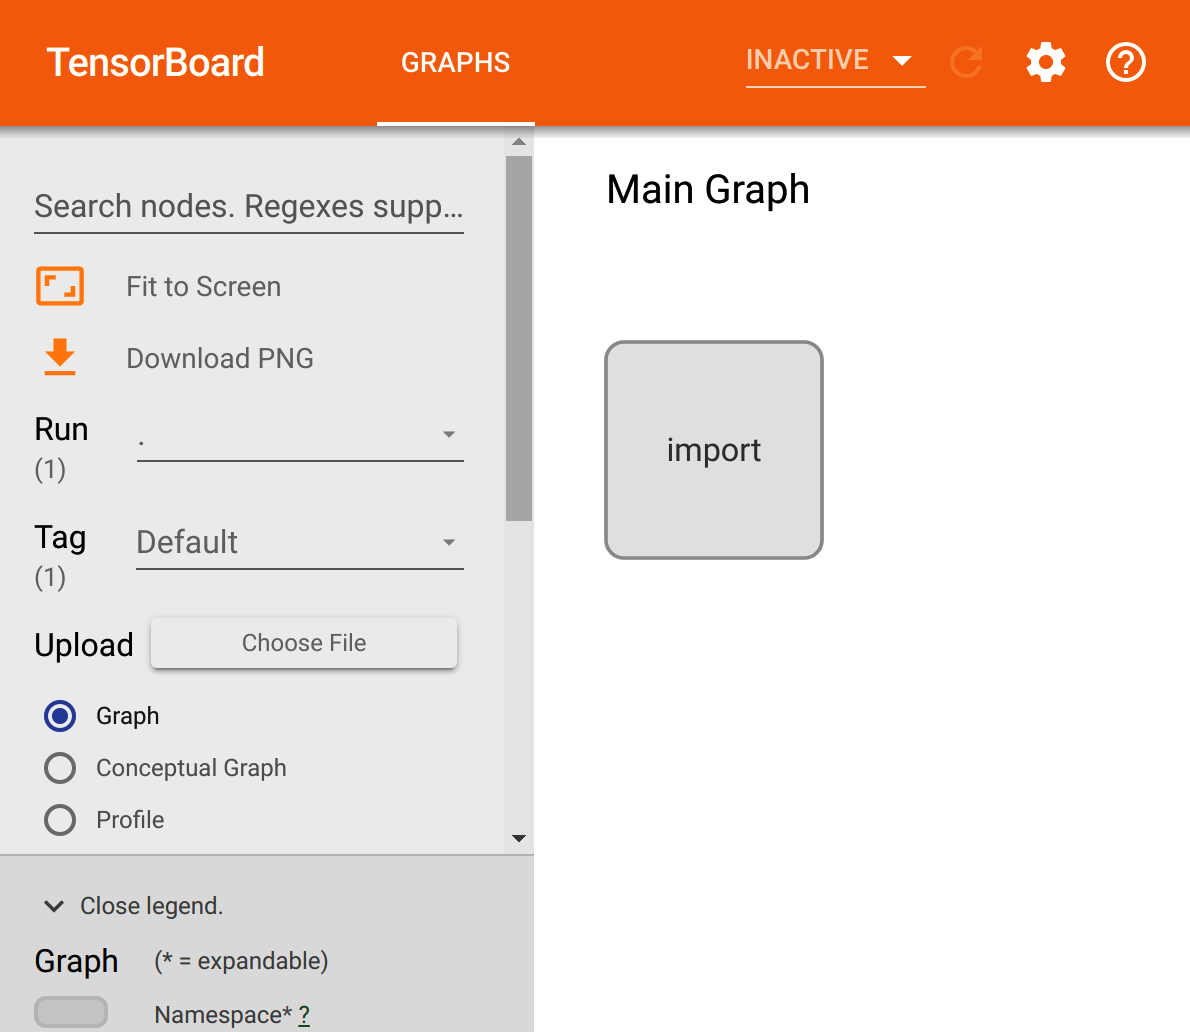 TensorBoard GRAPHS INACTIVE
Search nodes. Regexes supp...
Fit to Screen
Download PNG
Run .
(1)
Tag Default
(1)
Upload Choose File
Graph
Conceptual Graph
Profile
Close legend.
Graph (* = expandable)
Namespace* ?
Main Graph
import